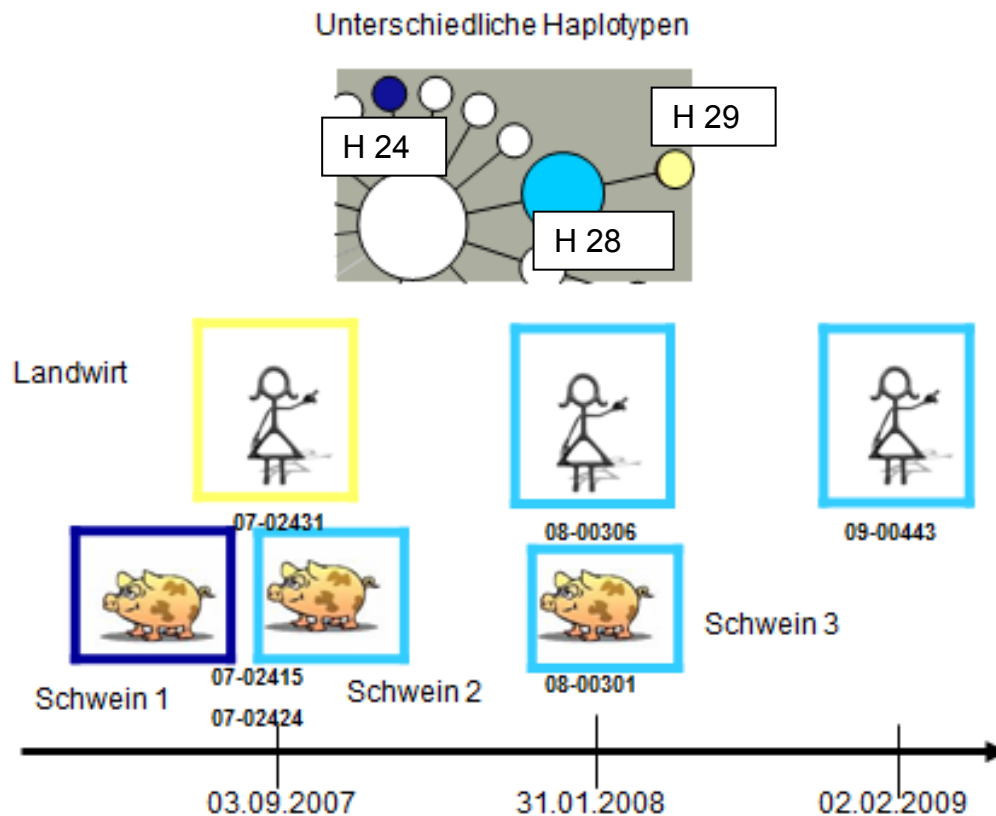 Unterschiedliche Haplotypen
H 24
H 29
H 28
Landwirt
07-02431
08-00306
09-00443
Schwein 1
07-02415
07-02424
Schwein 2
08-00301
Schwein 3
03.09.2007
31.01.2008
02.02.2009